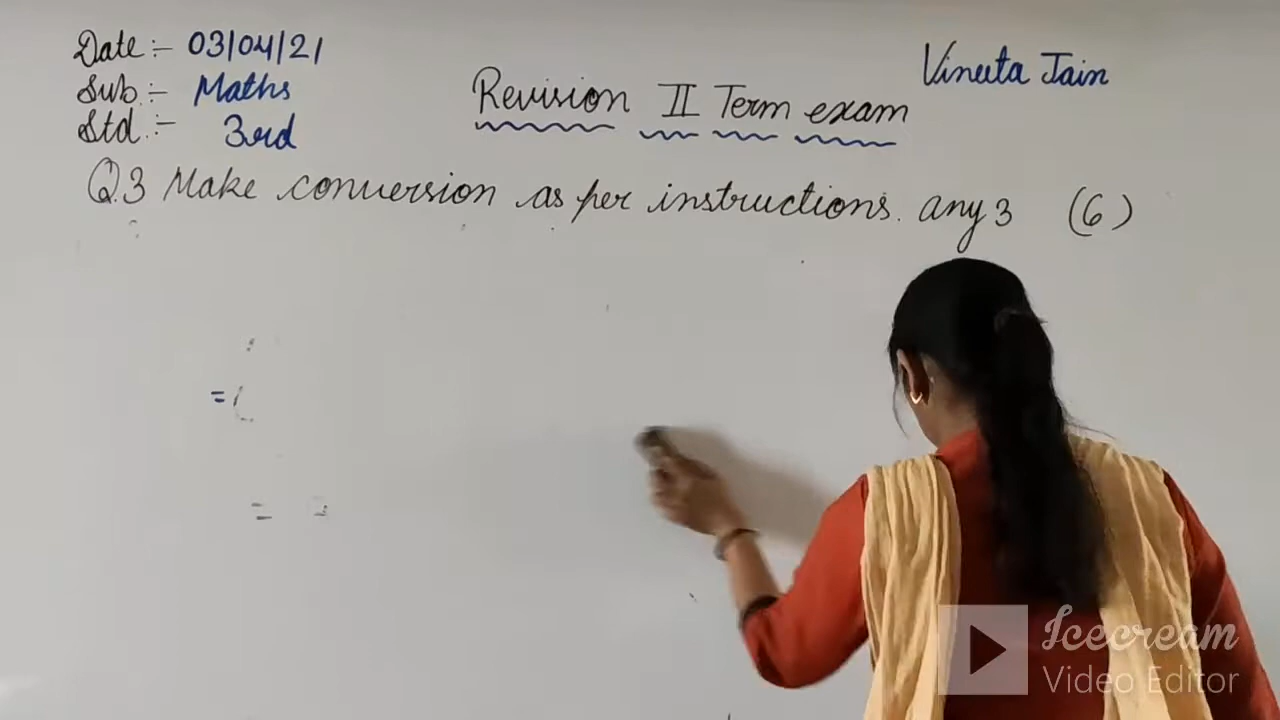 Date :- 03/04/21
Sub :- Maths
Std :- 3rd
Vineeta Jain
Revision II Term exam
Q.3 Make conversion as per instructions. any 3 (6)
=
=
Icecream
Video Editor